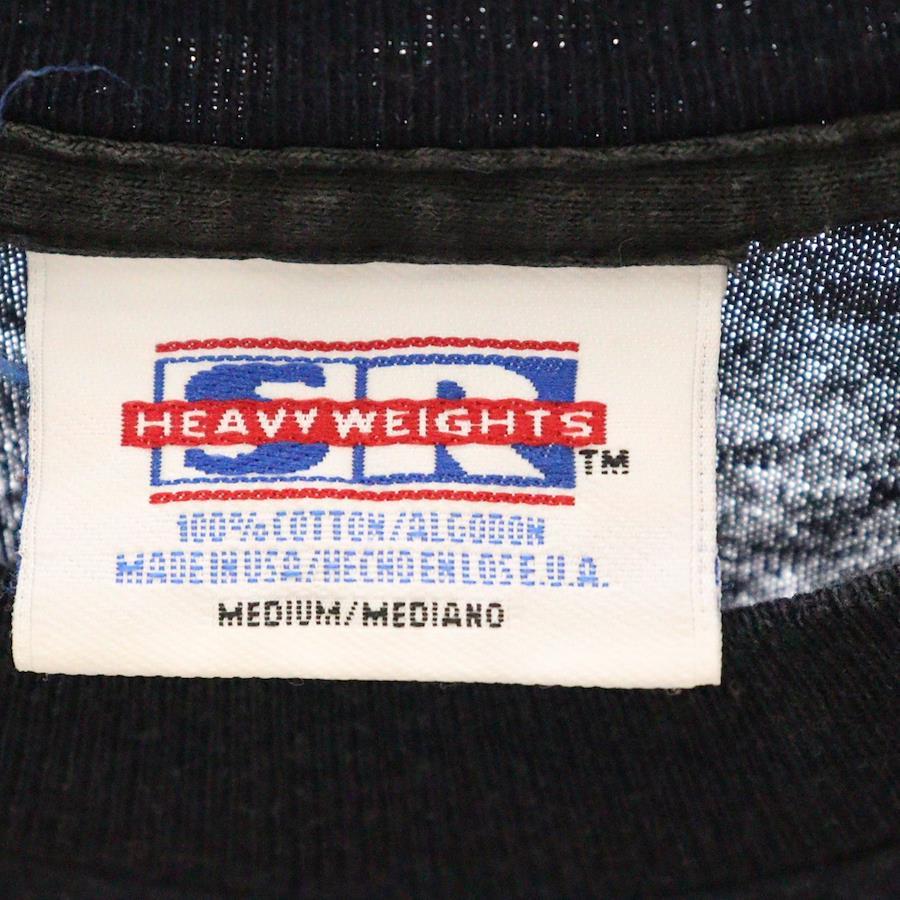 SR
HEAVY WEIGHTS
TM
100% COTTON/ALGODON
MADE IN USA/HECHO EN LOS E.U.A.
MEDIUM/MEDIANO